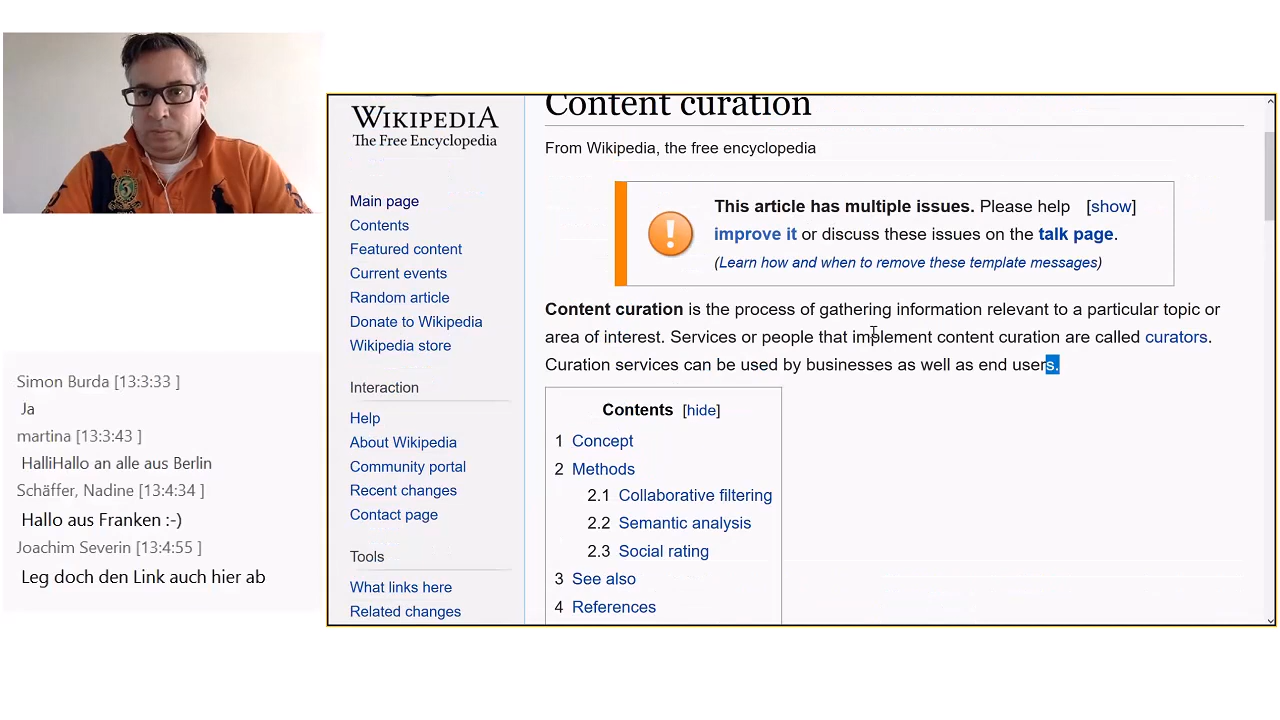 Simon Burda [13:3:33 ]
Ja
martina [13:3:43 ]
HalliHallo an alle aus Berlin
Schäffer, Nadine [13:4:34 ]
Hallo aus Franken :-)
Joachim Severin [13:4:55 ]
Leg doch den Link auch hier ab
WIKIPEDIA
The Free Encyclopedia
Main page
Contents
Featured content
Current events
Random article
Donate to Wikipedia
Wikipedia store
Interaction
Help
About Wikipedia
Community portal
Recent changes
Contact page
Tools
What links here
Related changes
Content curation
From Wikipedia, the free encyclopedia
This article has multiple issues. Please help [show]
improve it or discuss these issues on the talk page.
(Learn how and when to remove these template messages)
Content curation is the process of gathering information relevant to a particular topic or
area of interest. Services or people that implement content curation are called curators.
Curation services can be used by businesses as well as end users.
Contents [hide]
1 Concept
2 Methods
2.1 Collaborative filtering
2.2 Semantic analysis
2.3 Social rating
3 See also
4 References